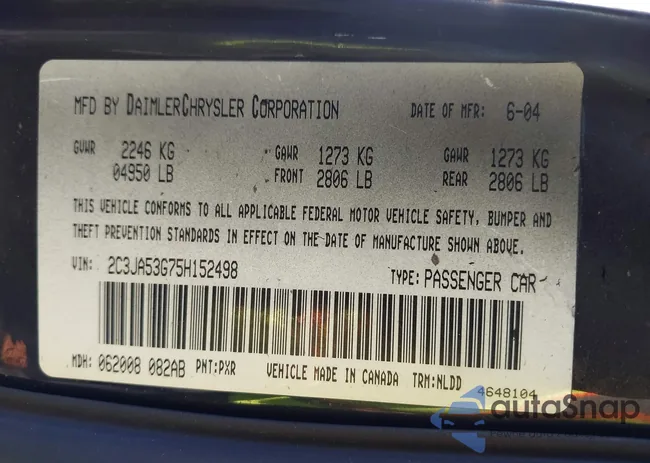 MFD BY DAIMLERCHRYSLER CORPORATION DATE OF MFR: 6-04
GVWR 2246 KG GAWR 1273 KG GAWR 1273 KG
04950 LB FRONT 2806 LB REAR 2806 LB
THIS VEHICLE CONFORMS TO ALL APPLICABLE FEDERAL MOTOR VEHICLE SAFETY, BUMPER AND
THEFT PREVENTION STANDARDS IN EFFECT ON THE DATE OF MANUFACTURE SHOWN ABOVE.
VIN: 2C3JA53G75H152498 TYPE: PASSENGER CAR
MDH: 062008 082AB PNT:PXR VEHICLE MADE IN CANADA TRM:NLDD
4648104
autaSnap